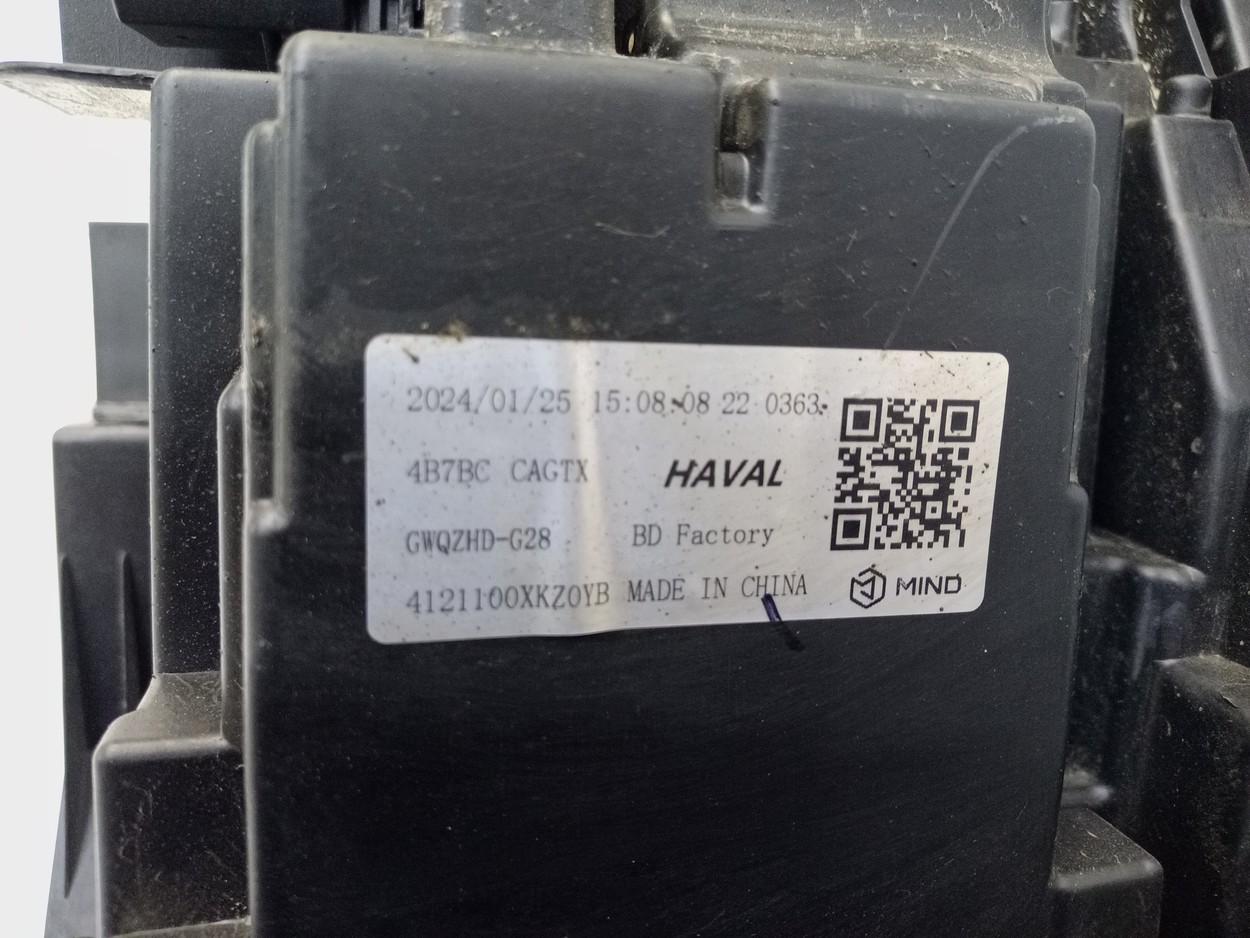 2024/01/25 15:08:08 22 0363
4B7BC CAGTX HAVAL
GWQZHD-G28 BD Factory
4121100XKZ0YB MADE IN CHINA MIND